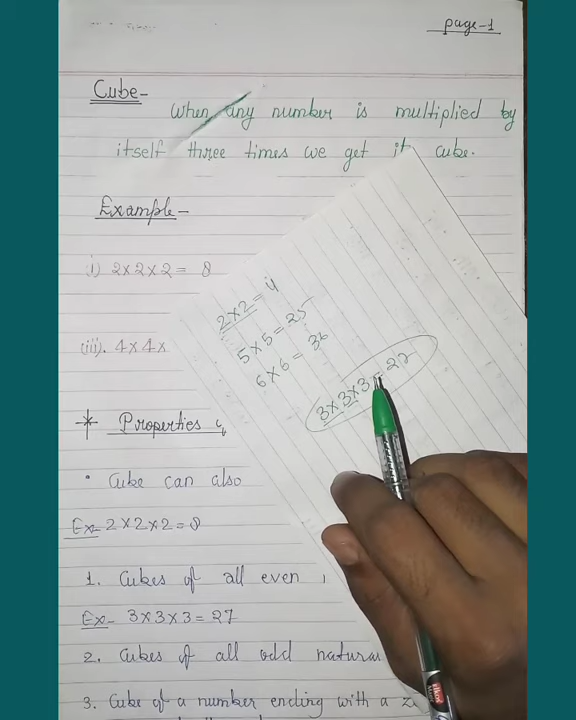 page-1
Cube-
When any number is multiplied by
itself three times we get it cube.
Example-
(i) 2×2×2= 8
2×2=4
5×5=25
6×6=36
3×3×3=27
(iii). 4×4×
* Properties
• Cube can also
Ex- 2×2×2=8
1. Cubes of all even
Ex- 3×3×3=27
2. Cubes of all odd natural
3. Cube of a number ending with a z